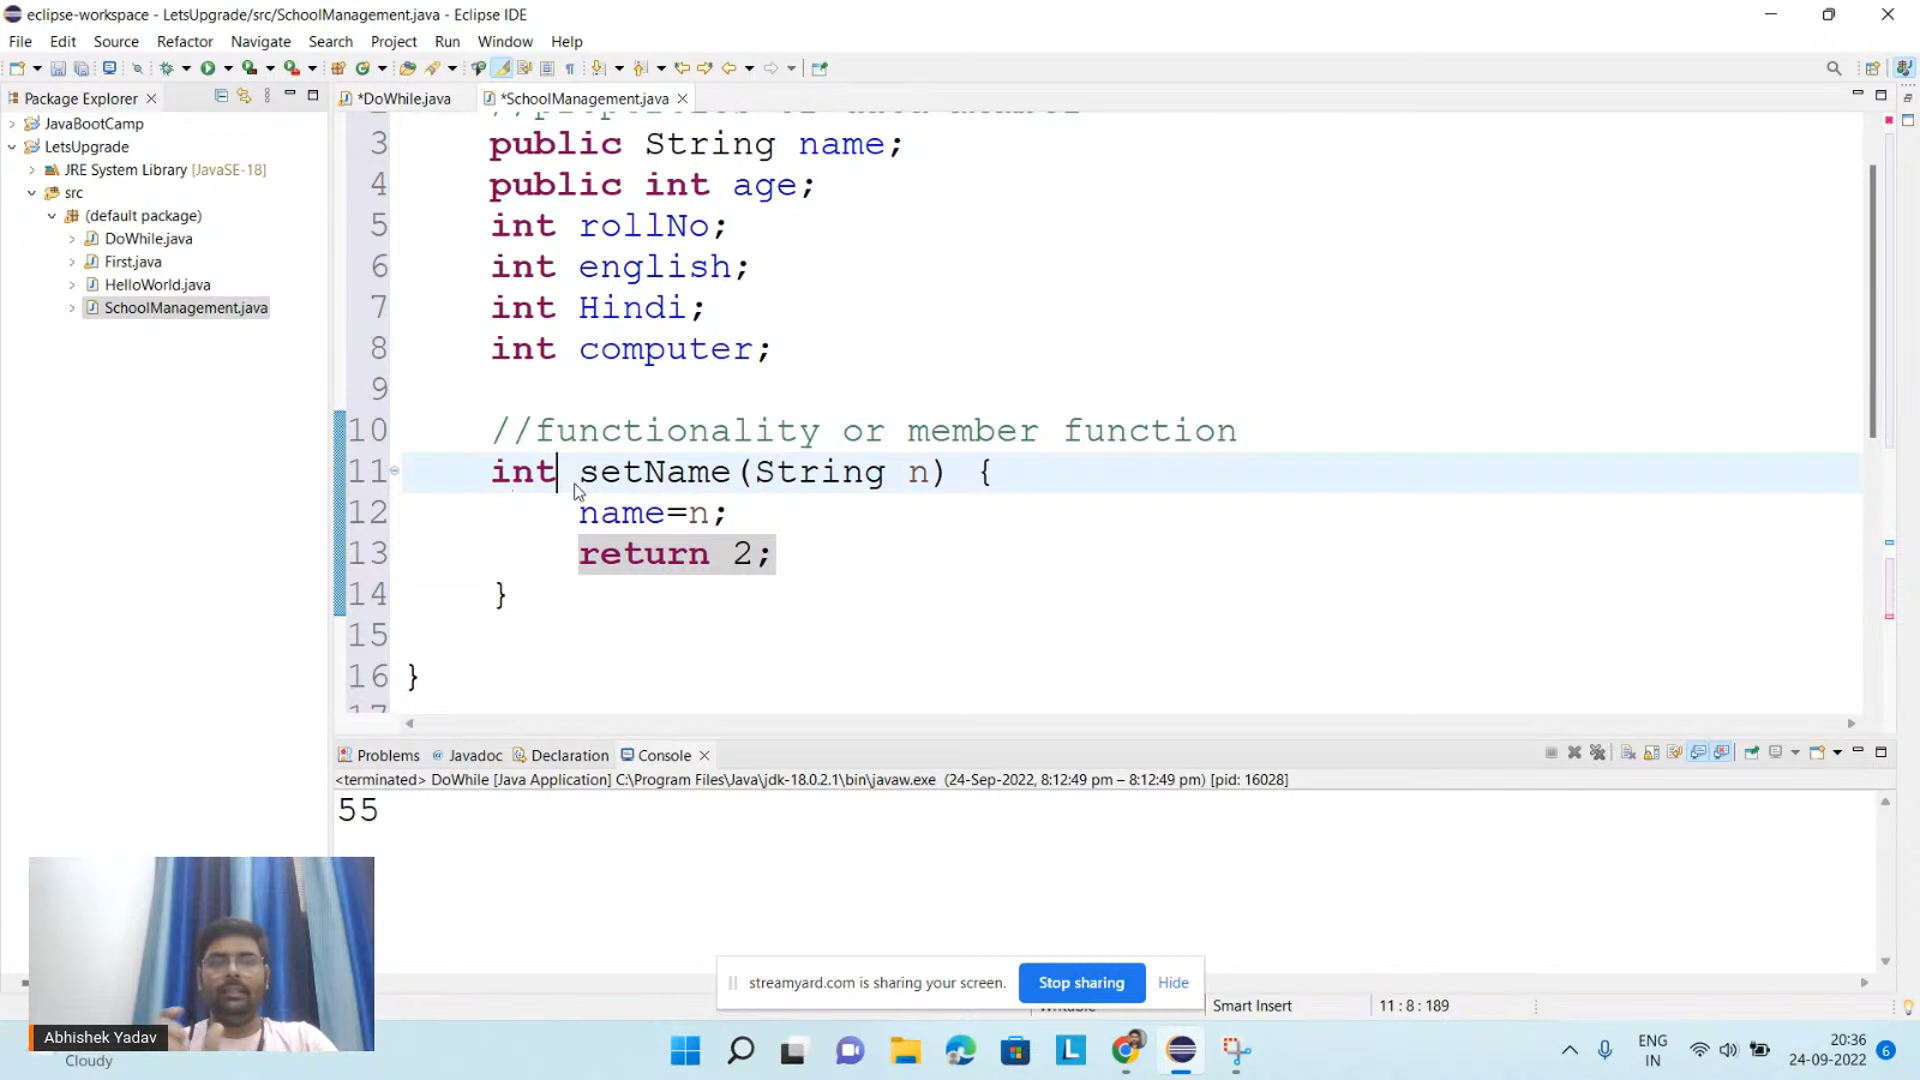 eclipse-workspace - LetsUpgrade/src/SchoolManagement.java - Eclipse IDE
File Edit Source Refactor Navigate Search Project Run Window Help
Package Explorer
*DoWhile.java
*SchoolManagement.java
JavaBootCamp
LetsUpgrade
JRE System Library [JavaSE-18]
src
(default package)
DoWhile.java
First.java
HelloWorld.java
SchoolManagement.java
3 public String name;
4 public int age;
5 int rollNo;
6 int english;
7 int Hindi;
8 int computer;
9
10 //functionality or member function
11 int setName(String n) {
12 name=n;
13 return 2;
14 }
15
16 }
17
Problems @ Javadoc Declaration Console
<terminated> DoWhile [Java Application] C:\Program Files\Java\jdk-18.0.2.1\bin\javaw.exe (24-Sep-2022, 8:12:49 pm – 8:12:49 pm) [pid: 16028]
55
streamyard.com is sharing your screen. Stop sharing Hide
Smart Insert
11 : 8 : 189
Abhishek Yadav
Cloudy
ENG
IN
20:36
24-09-2022
6